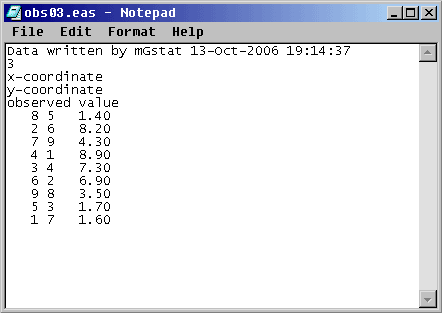 obs03.eas - Notepad
File Edit Format Help
Data written by mGstat 13-Oct-2006 19:14:37
3
x-coordinate
y-coordinate
observed value
8 5 1.40
2 6 8.20
7 9 4.30
4 1 8.90
3 4 7.30
6 2 6.90
9 8 3.50
5 3 1.70
1 7 1.60